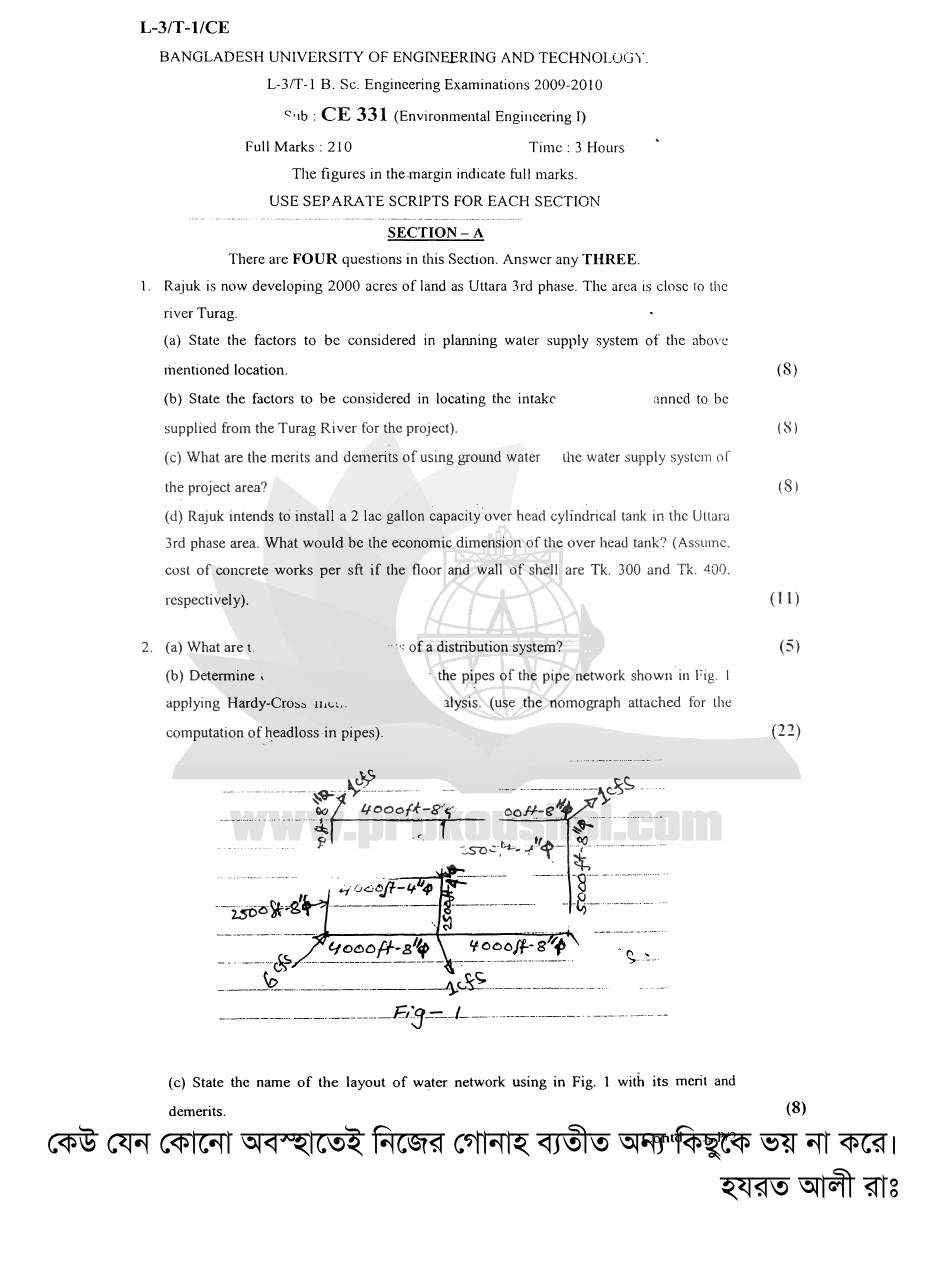 L-3/T-1/CE
BANGLADESH UNIVERSITY OF ENGINEERING AND TECHNOLOGY.
L-3/T-1 B. Sc. Engineering Examinations 2009-2010
Sub : CE 331 (Environmental Engineering I)
Full Marks : 210 Time : 3 Hours
The figures in the margin indicate full marks.
USE SEPARATE SCRIPTS FOR EACH SECTION
SECTION – A
There are FOUR questions in this Section. Answer any THREE.
1. Rajuk is now developing 2000 acres of land as Uttara 3rd phase. The area is close to the
river Turag.
(a) State the factors to be considered in planning water supply system of the above
mentioned location. (8)
(b) State the factors to be considered in locating the intake to be
supplied from the Turag River for the project). (8)
(c) What are the merits and demerits of using ground water the water supply system of
the project area? (8)
(d) Rajuk intends to install a 2 lac gallon capacity over head cylindrical tank in the Uttara
3rd phase area. What would be the economic dimension of the over head tank? (Assume.
cost of concrete works per sft if the floor and wall of shell are Tk. 300 and Tk. 400.
respectively). (11)
2. (a) What are of a distribution system? (5)
(b) Determine the pipes of the pipe network shown in Fig. 1
applying Hardy-Cross (use the nomograph attached for the
computation of headloss in pipes). (22)
www.prokoushol.com
1cfs 1cfs
4000ft-8"
4000ft-4"φ 2500ft-4"φ 5000ft-8"φ
2500ft-8"φ
4000ft-8"φ 4000ft-8"φ
6 cfs 1cfs
Fig- 1
(c) State the name of the layout of water network using in Fig. 1 with its merit and
demerits. (8)
কেউ যেন কোনো অবস্হাতেই নিজের গোনাহ ব্যতীত অন্য কিছুকে ভয় না করে।
হযরত আলী রাঃ